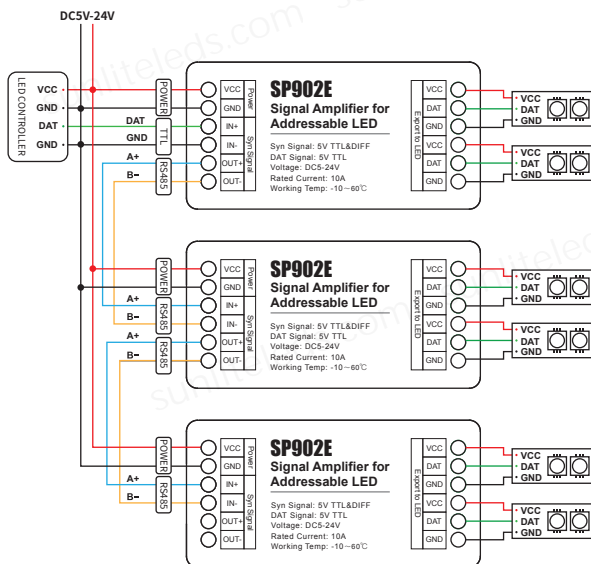 DC5V-24V
LED CONTROLLER
VCC
GND
DAT
GND
POWER
TTL
RS485
DAT
GND
A+
B-
VCC
GND
IN+
IN-
OUT+
OUT-
Power
Syn Signal
SP902E
Signal Amplifier for
Addressable LED
Syn Signal: 5V TTL&DIFF
DAT Signal: 5V TTL
Voltage: DC5-24V
Rated Current: 10A
Working Temp: -10~60℃
Export to LED
VCC
DAT
GND
VCC
DAT
GND
VCC
DAT
GND
VCC
DAT
GND
POWER
RS485
RS485
A+
B-
A+
B-
VCC
GND
IN+
IN-
OUT+
OUT-
Power
Syn Signal
SP902E
Signal Amplifier for
Addressable LED
Syn Signal: 5V TTL&DIFF
DAT Signal: 5V TTL
Voltage: DC5-24V
Rated Current: 10A
Working Temp: -10~60℃
Export to LED
VCC
DAT
GND
VCC
DAT
GND
VCC
DAT
GND
VCC
DAT
GND
POWER
RS485
A+
B-
VCC
GND
IN+
IN-
OUT+
OUT-
Power
Syn Signal
SP902E
Signal Amplifier for
Addressable LED
Syn Signal: 5V TTL&DIFF
DAT Signal: 5V TTL
Voltage: DC5-24V
Rated Current: 10A
Working Temp: -10~60℃
Export to LED
VCC
DAT
GND
VCC
DAT
GND
VCC
DAT
GND
VCC
DAT
GND
sunliteleds.com